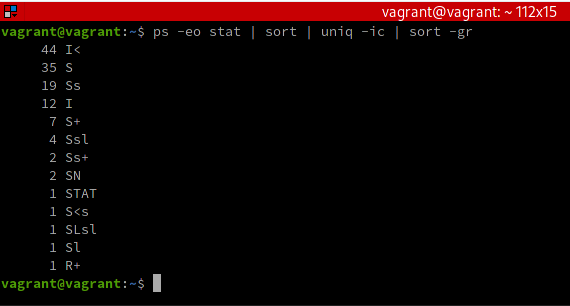 vagrant@vagrant: ~ 112x15
vagrant@vagrant:~$ ps -eo stat | sort | uniq -ic | sort -gr
44 I<
35 S
19 Ss
12 I
7 S+
4 Ssl
2 Ss+
2 SN
1 STAT
1 S<s
1 SLsl
1 Sl
1 R+
vagrant@vagrant:~$